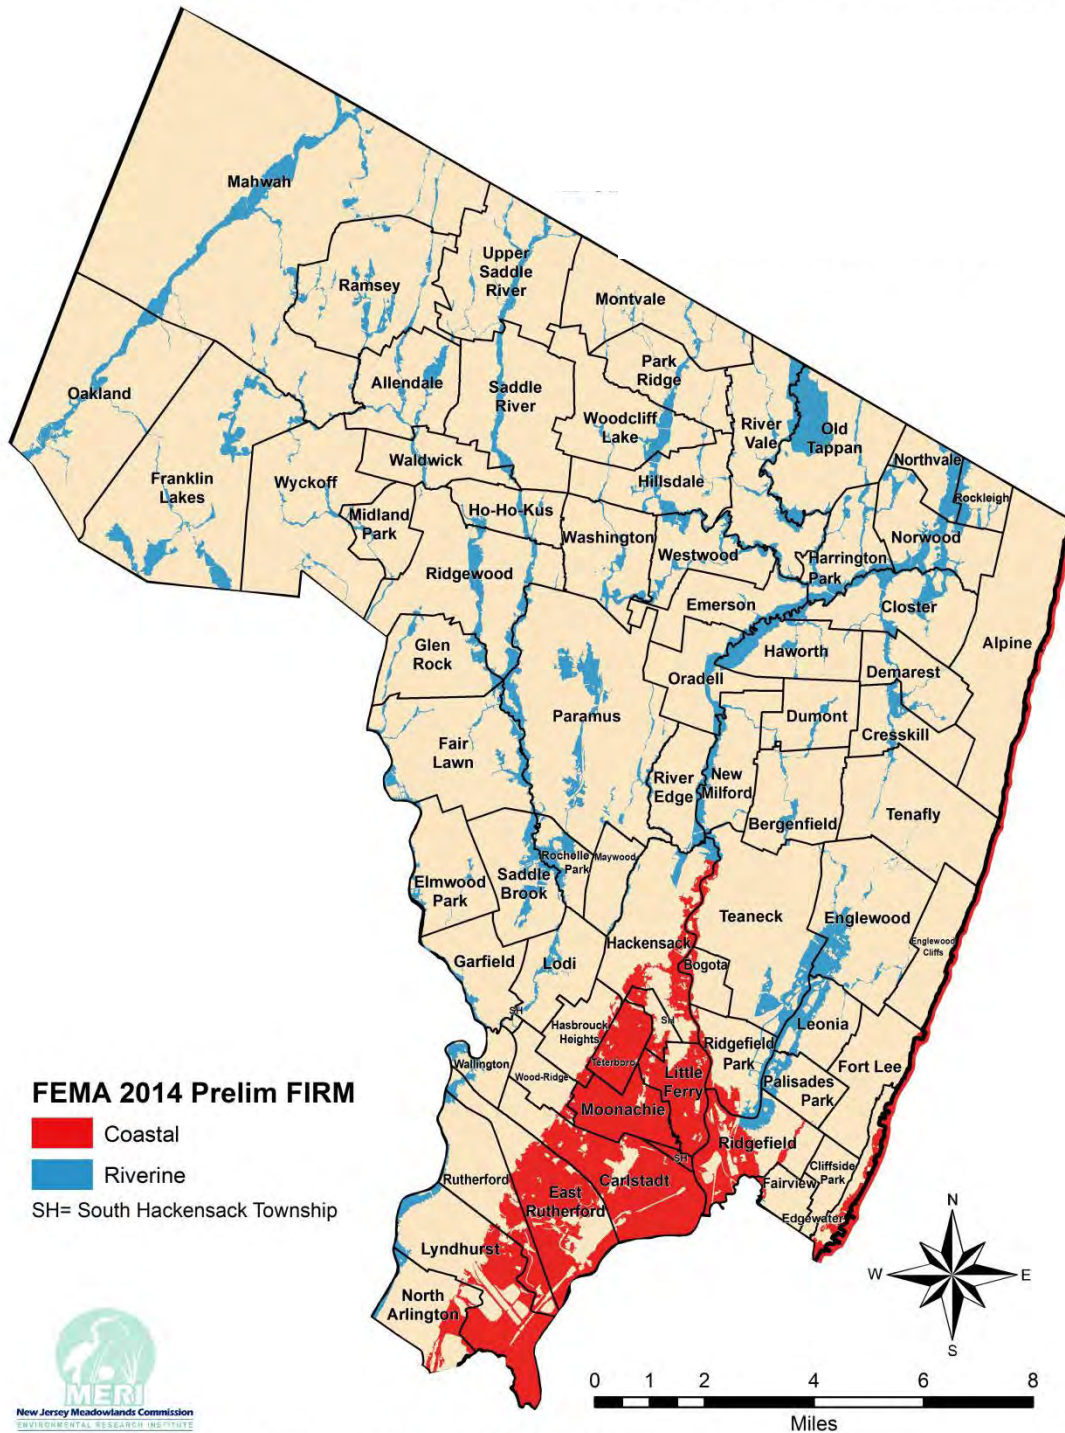 Mahwah
Upper
Saddle
River
Ramsey
Montvale
Park
Ridge
Allendale
Saddle
River
Oakland
Woodcliff
Lake
River
Vale
Old
Tappan
Northvale
Rockleigh
Waldwick
Franklin
Lakes
Wyckoff
Hillsdale
Midland
Park
Ho-Ho-Kus
Washington
Westwood
Harrington
Park
Norwood
Ridgewood
Emerson
Closter
Alpine
Glen
Rock
Oradell
Haworth
Demarest
Paramus
Dumont
Cresskill
Fair
Lawn
River
Edge
New
Milford
Bergenfield
Tenafly
Rochelle
Park
Maywood
Saddle
Brook
Elmwood
Park
Teaneck
Englewood
Englewood
Cliffs
Hackensack
Bogota
Garfield
Lodi
SH
Hasbrouck
Heights
SH
Leonia
Ridgefield
Park
Fort Lee
Wallington
Wood-Ridge
Teterboro
Little
Ferry
Palisades
Park
Moonachie
Ridgefield
SH
Cliffside
Park
Fairview
Rutherford
Carlstadt
East
Rutherford
Edgewater
Lyndhurst
North
Arlington
FEMA 2014 Prelim FIRM
Coastal
Riverine
SH= South Hackensack Township
N
W
E
S
0 1 2 4 6 8
Miles
MERI
New Jersey Meadowlands Commission
ENVIRONMENTAL RESEARCH INSTITUTE